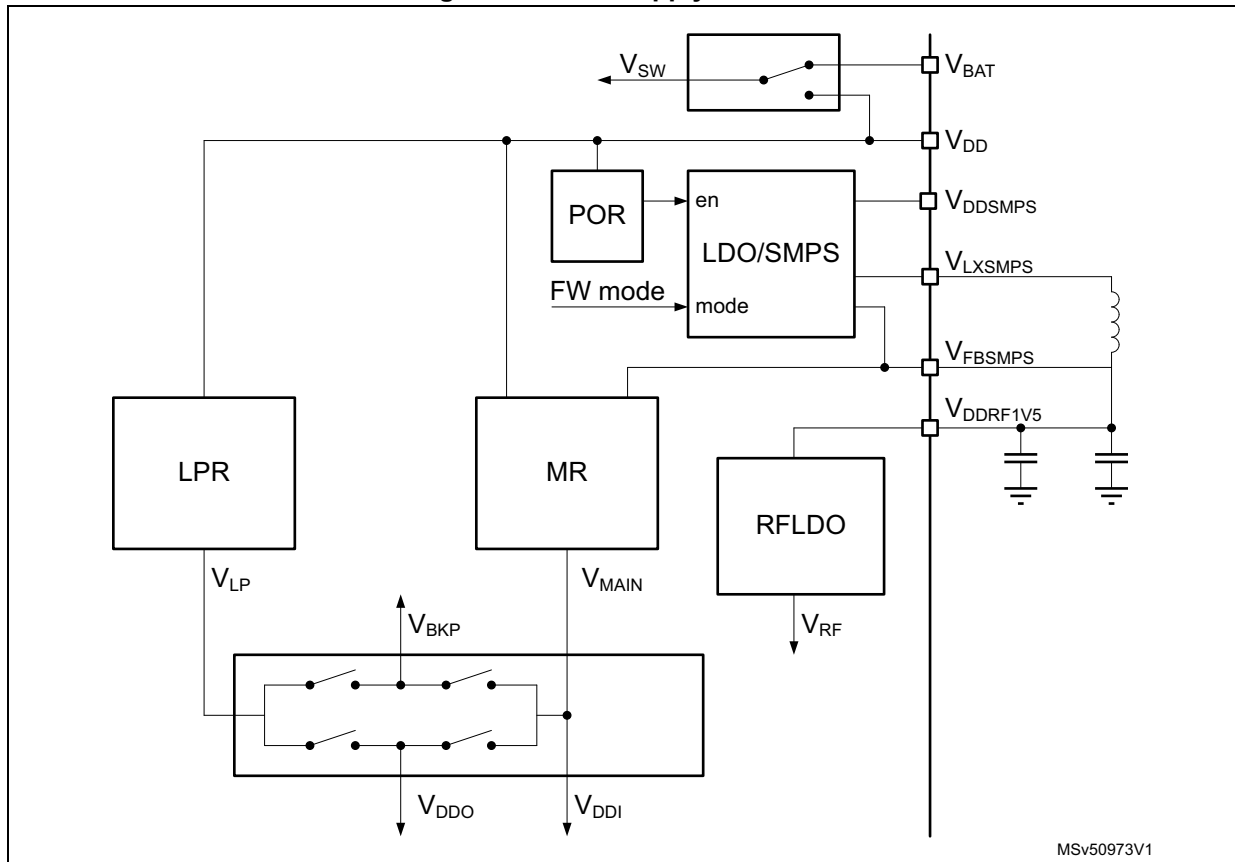 V_SW
V_BAT
V_DD
POR
en
LDO/SMPS
FW mode
mode
V_DDSMPS
V_LXSMPS
V_FBSMPS
V_DDRF1V5
LPR
MR
RFLDO
V_LP
V_MAIN
V_RF
V_BKP
V_DDO
V_DDI
MSv50973V1